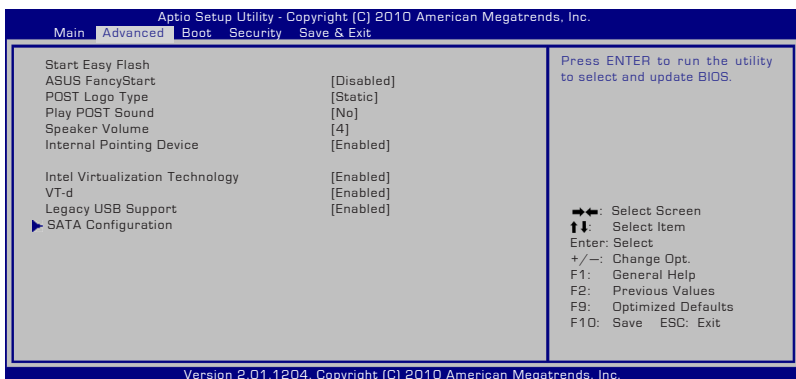 Aptio Setup Utility - Copyright (C) 2010 American Megatrends, Inc.
Main Advanced Boot Security Save & Exit
Start Easy Flash
ASUS FancyStart [Disabled]
POST Logo Type [Static]
Play POST Sound [No]
Speaker Volume [4]
Internal Pointing Device [Enabled]
Intel Virtualization Technology [Enabled]
VT-d [Enabled]
Legacy USB Support [Enabled]
SATA Configuration
Press ENTER to run the utility
to select and update BIOS.
→←: Select Screen
↑↓: Select Item
Enter: Select
+/—: Change Opt.
F1: General Help
F2: Previous Values
F9: Optimized Defaults
F10: Save ESC: Exit
Version 2.01.1204. Copyright (C) 2010 American Megatrends, Inc.